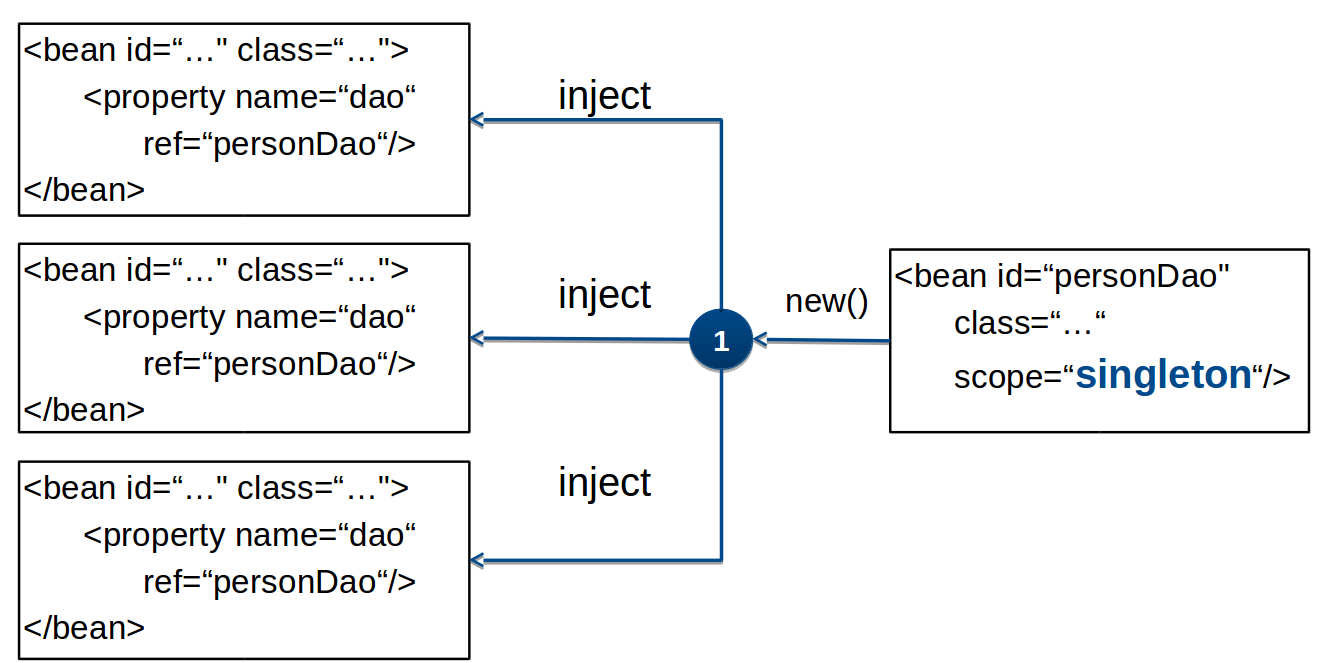 <bean id=“…" class=“…">
<property name=“dao“
ref=“personDao“/>
</bean>
inject
<bean id=“…" class=“…">
<property name=“dao“
ref=“personDao“/>
</bean>
inject
1
new()
<bean id=“personDao"
class=“…“
scope=“singleton“/>
<bean id=“…" class=“…">
<property name=“dao“
ref=“personDao“/>
</bean>
inject